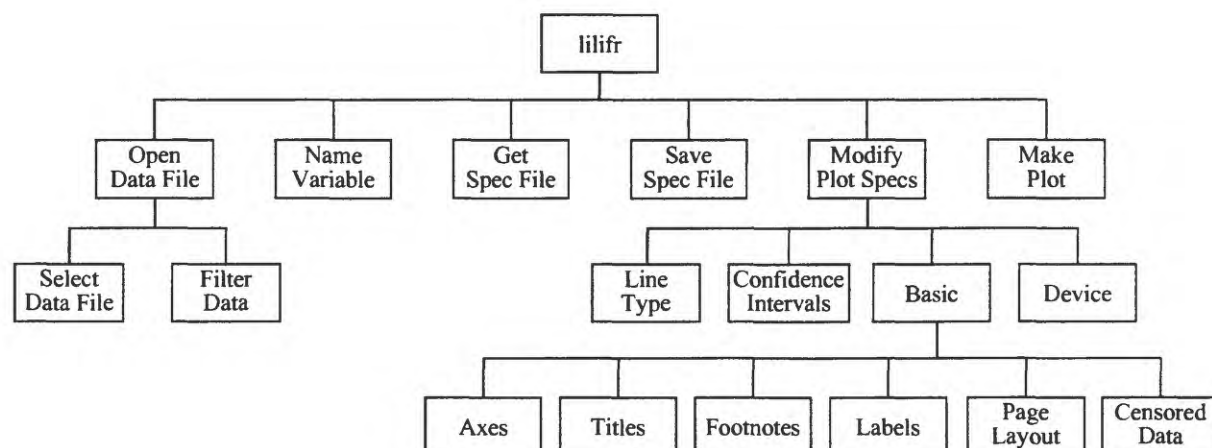 lilifr
Open
Data File
Name
Variable
Get
Spec File
Save
Spec File
Modify
Plot Specs
Make
Plot
Select
Data File
Filter
Data
Line
Type
Confidence
Intervals
Basic
Device
Axes
Titles
Footnotes
Labels
Page
Layout
Censored
Data